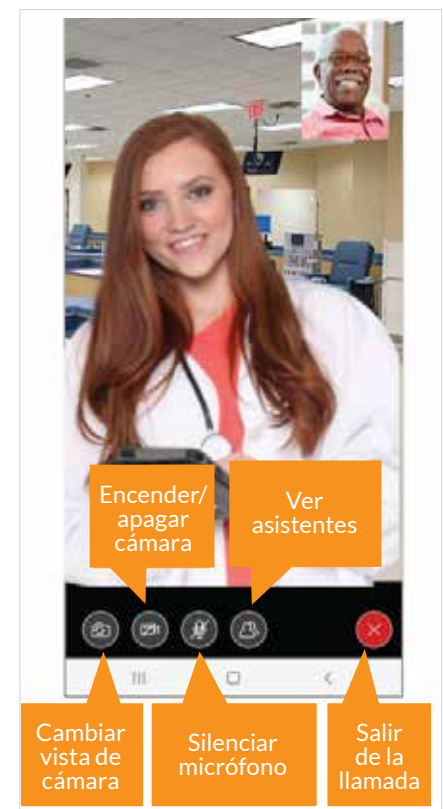 Encender/
apagar
cámara
Ver
asistentes
Cambiar
vista de
cámara
Silenciar
micrófono
Salir
de la
llamada